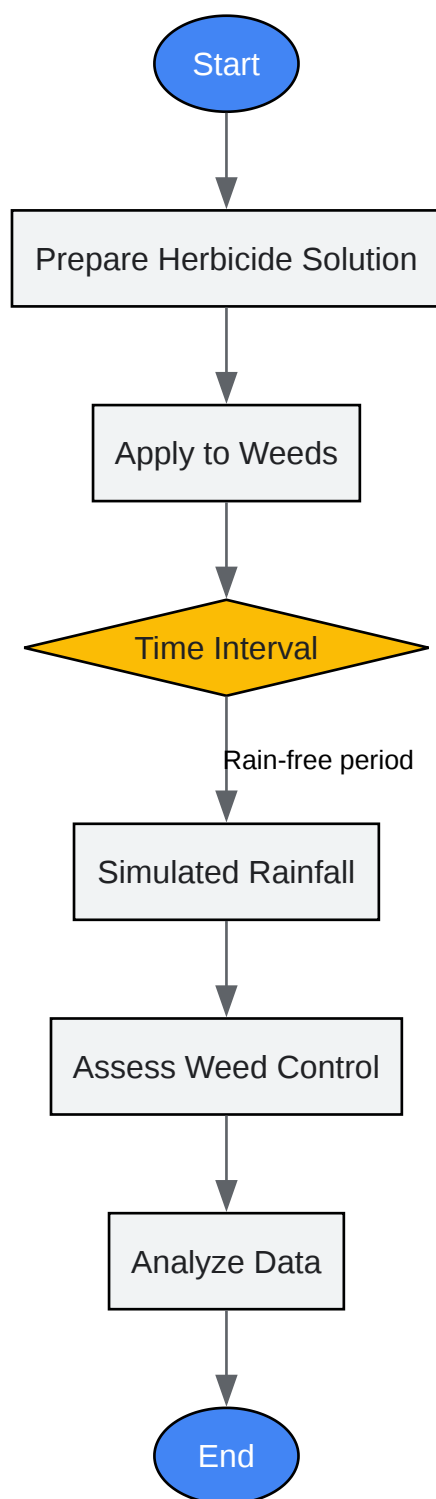 Start
Prepare Herbicide Solution
Apply to Weeds
Time Interval
Rain-free period
Simulated Rainfall
Assess Weed Control
Analyze Data
End